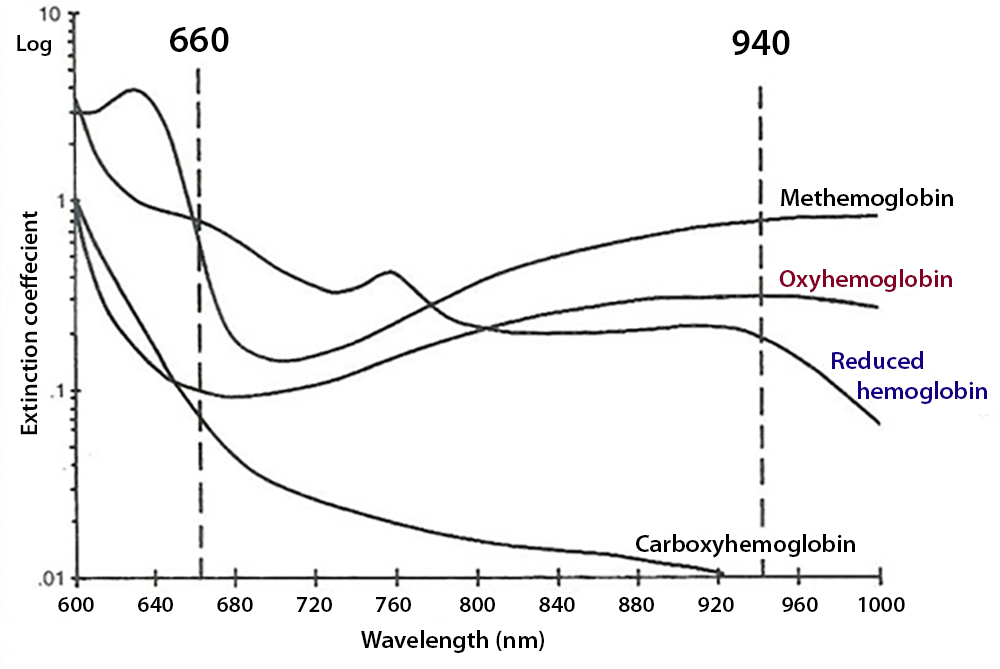 10
Log
660
940
1
Methemoglobin
Oxyhemoglobin
Reduced
hemoglobin
Extinction coeffecient
.1
Carboxyhemoglobin
.01
600 640 680 720 760 800 840 880 920 960 1000
Wavelength (nm)